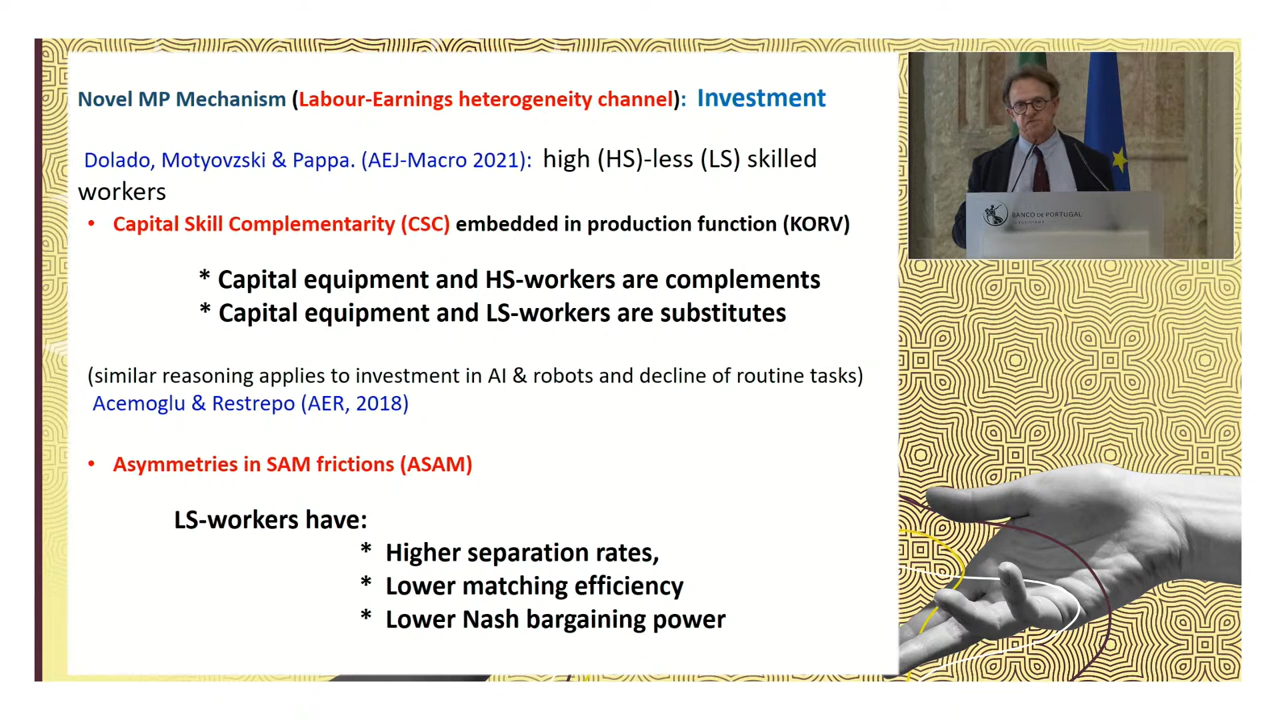 Novel MP Mechanism (Labour-Earnings heterogeneity channel): Investment
Dolado, Motyovzski & Pappa. (AEJ-Macro 2021): high (HS)-less (LS) skilled
workers
• Capital Skill Complementarity (CSC) embedded in production function (KORV)
* Capital equipment and HS-workers are complements
* Capital equipment and LS-workers are substitutes
(similar reasoning applies to investment in AI & robots and decline of routine tasks)
Acemoglu & Restrepo (AER, 2018)
• Asymmetries in SAM frictions (ASAM)
LS-workers have:
* Higher separation rates,
* Lower matching efficiency
* Lower Nash bargaining power
BANCO DE PORTUGAL